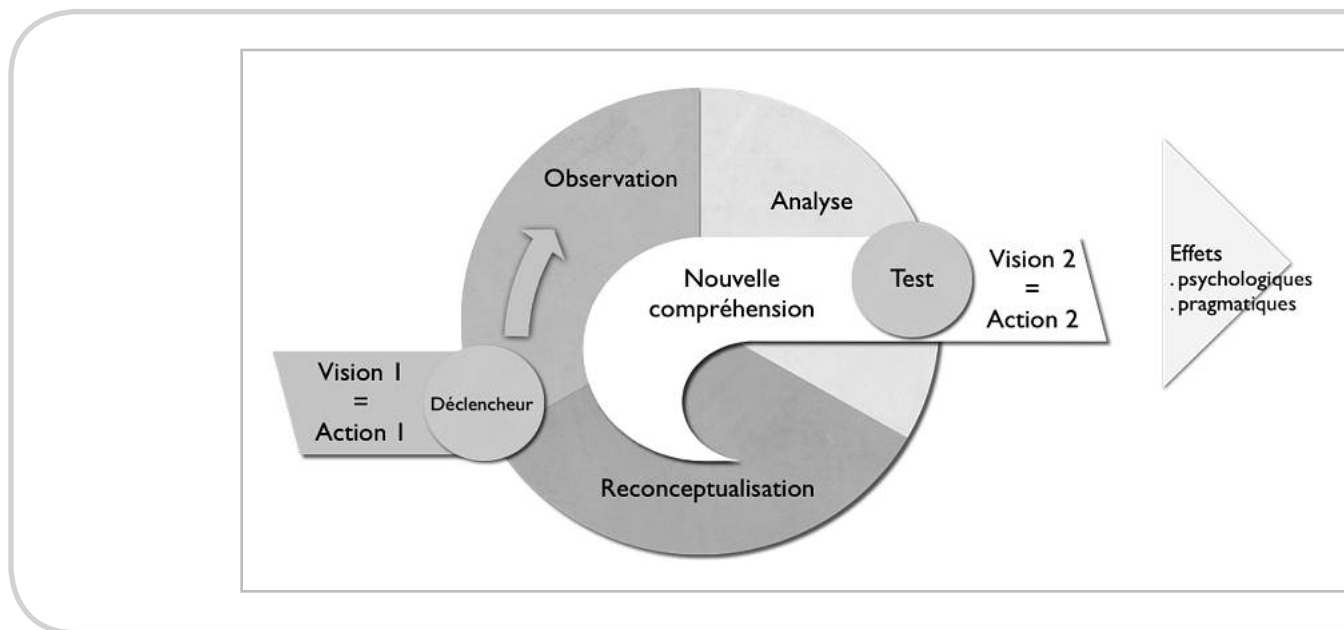 Observation
Analyse
Nouvelle
compréhension
Test
Vision 2
=
Action 2
Effets
. psychologiques
. pragmatiques
Vision 1
=
Action 1
Déclencheur
Reconceptualisation